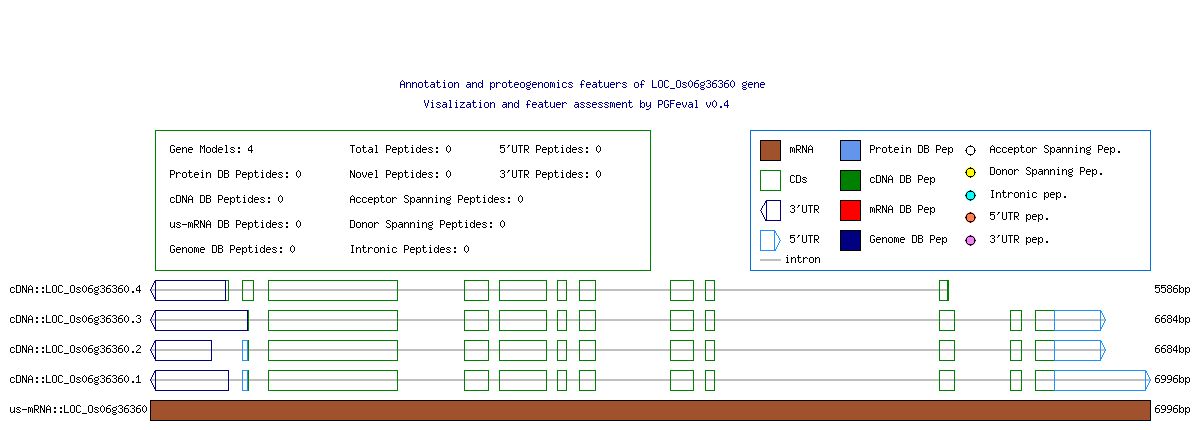 Annotation and proteogenomics featuers of LOC_Os06g36360 gene
Visalization and featuer assessment by PGFeval v0.4
Gene Models: 4 Total Peptides: 0 5'UTR Peptides: 0
Protein DB Peptides: 0 Novel Peptides: 0 3'UTR Peptides: 0
cDNA DB Peptides: 0 Acceptor Spanning Peptides: 0
us-mRNA DB Peptides: 0 Donor Spanning Peptides: 0
Genome DB Peptides: 0 Intronic Peptides: 0
mRNA Protein DB Pep Acceptor Spanning Pep.
CDs cDNA DB Pep Donor Spanning Pep.
3'UTR mRNA DB Pep Intronic pep.
5'UTR Genome DB Pep 5'UTR pep.
intron 3'UTR pep.
cDNA::LOC_Os06g36360.4 5586bp
cDNA::LOC_Os06g36360.3 6684bp
cDNA::LOC_Os06g36360.2 6684bp
cDNA::LOC_Os06g36360.1 6996bp
us-mRNA::LOC_Os06g36360 6996bp